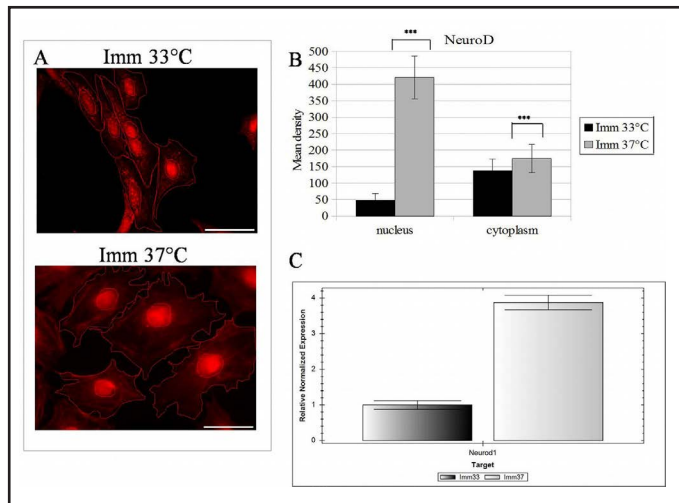 A
Imm 33°C
Imm 37°C
B
***
NeuroD
***
Mean density
500
450
400
350
300
250
200
150
100
50
0
nucleus
cytoplasm
Imm 33°C
Imm 37°C
C
Relative Normalized Expression
4
3
2
1
0
Neurod1
Target
Imm33
Imm37